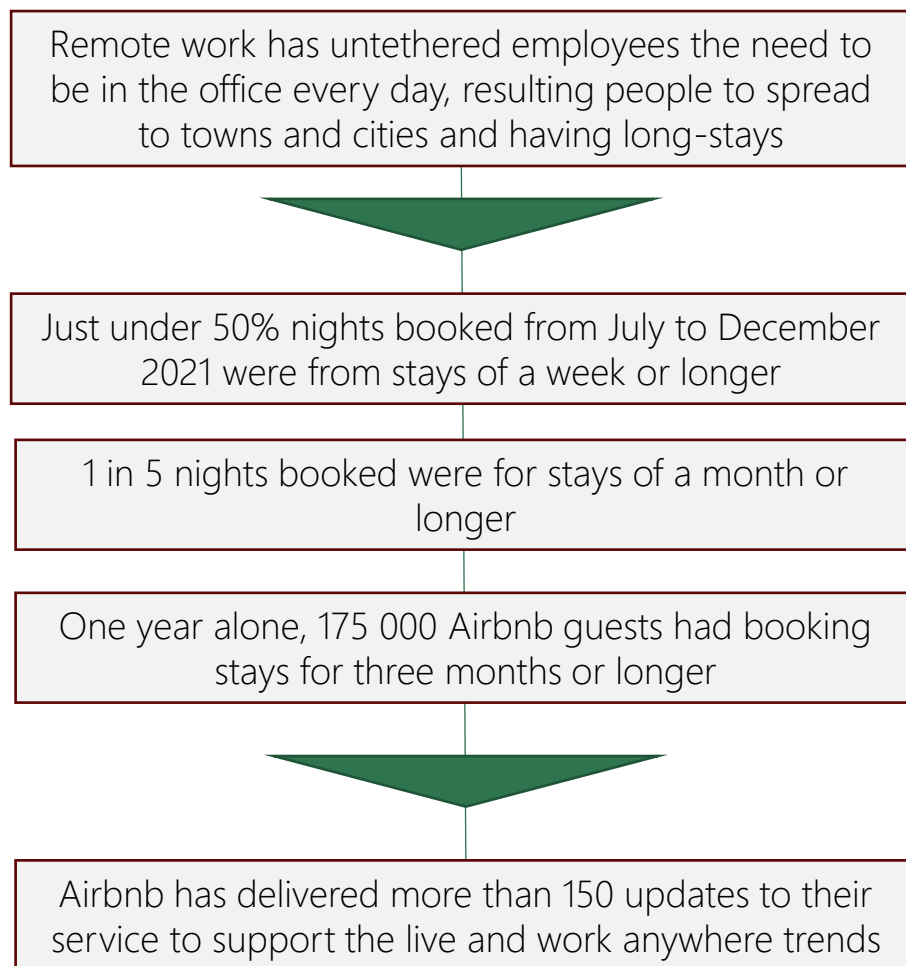 Remote work has untethered employees the need to
be in the office every day, resulting people to spread
to towns and cities and having long-stays
Just under 50% nights booked from July to December
2021 were from stays of a week or longer
1 in 5 nights booked were for stays of a month or
longer
One year alone, 175 000 Airbnb guests had booking
stays for three months or longer
Airbnb has delivered more than 150 updates to their
service to support the live and work anywhere trends